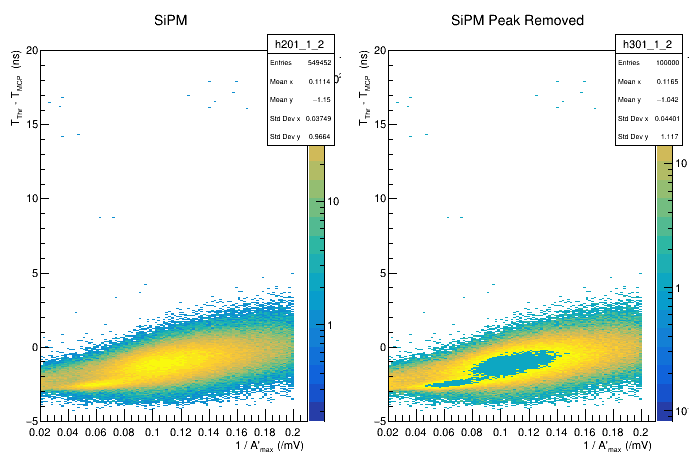 SiPM
SiPM Peak Removed
h201_1_2
Entries 549452
Mean x 0.1114
Mean y −1.15
Std Dev x 0.03749
Std Dev y 0.9664
h301_1_2
Entries 100000
Mean x 0.1165
Mean y −1.042
Std Dev x 0.04401
Std Dev y 1.117
T_Thr - T_MCP (ns)
20
15
10
5
0
−5
0.02 0.04 0.06 0.08 0.1 0.12 0.14 0.16 0.18 0.2
1 / A'_max (/mV)
10
1
T_Thr - T_MCP (ns)
20
15
10
5
0
−5
0.02 0.04 0.06 0.08 0.1 0.12 0.14 0.16 0.18 0.2
1 / A'_max (/mV)
10
1
10